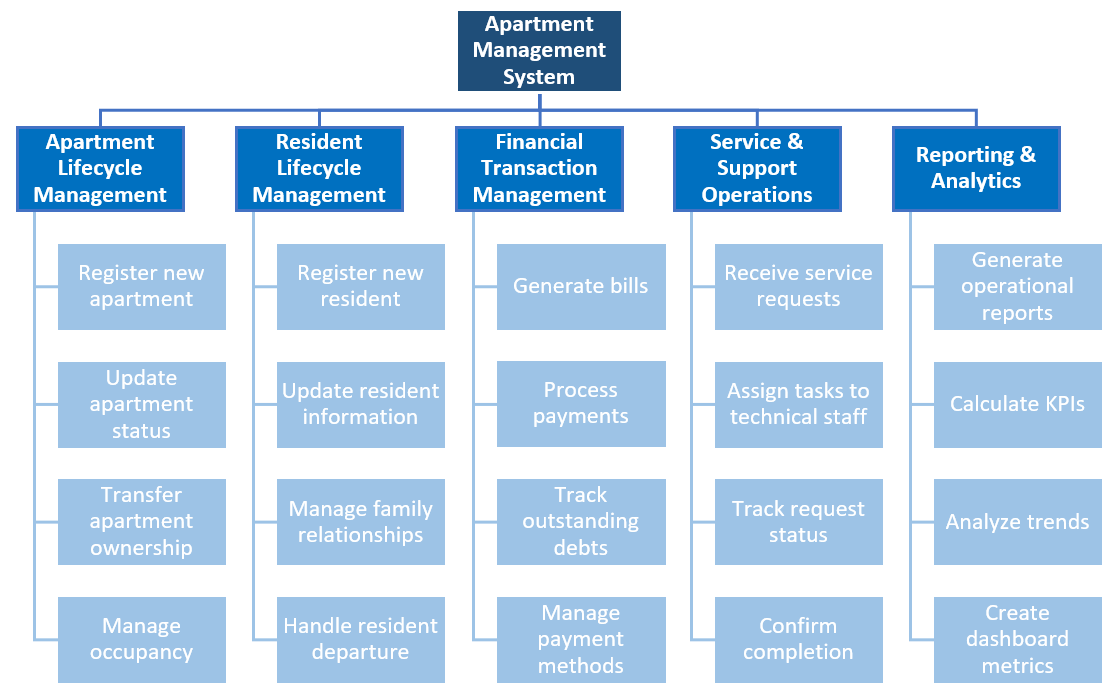 Apartment
Management
System
Apartment
Lifecycle
Management
Resident
Lifecycle
Management
Financial
Transaction
Management
Service &
Support
Operations
Reporting &
Analytics
Register new
apartment
Update
apartment
status
Transfer
apartment
ownership
Manage
occupancy
Register new
resident
Update resident
information
Manage family
relationships
Handle resident
departure
Generate bills
Process
payments
Track
outstanding
debts
Manage
payment
methods
Receive service
requests
Assign tasks to
technical staff
Track request
status
Confirm
completion
Generate
operational
reports
Calculate KPIs
Analyze trends
Create
dashboard
metrics